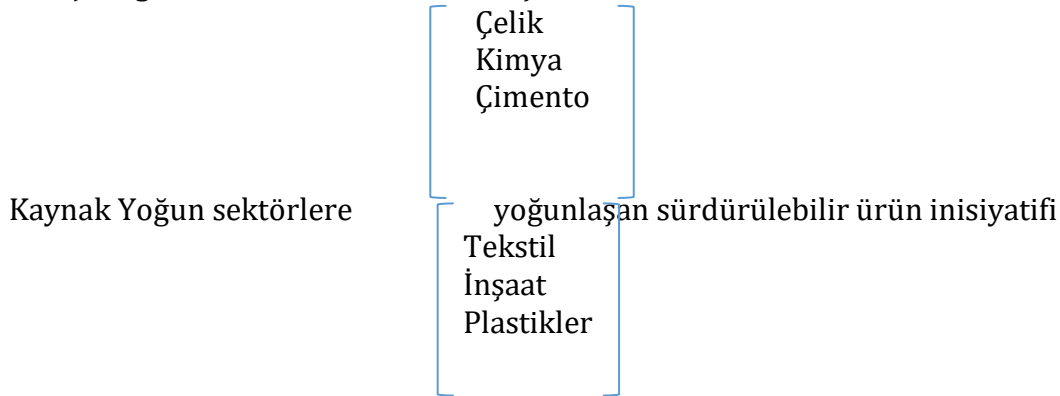 Çelik
Kimya
Çimento
Kaynak Yoğun sektörlere yoğunlaşan sürdürülebilir ürün inisiyatifi
Tekstil
İnşaat
Plastikler